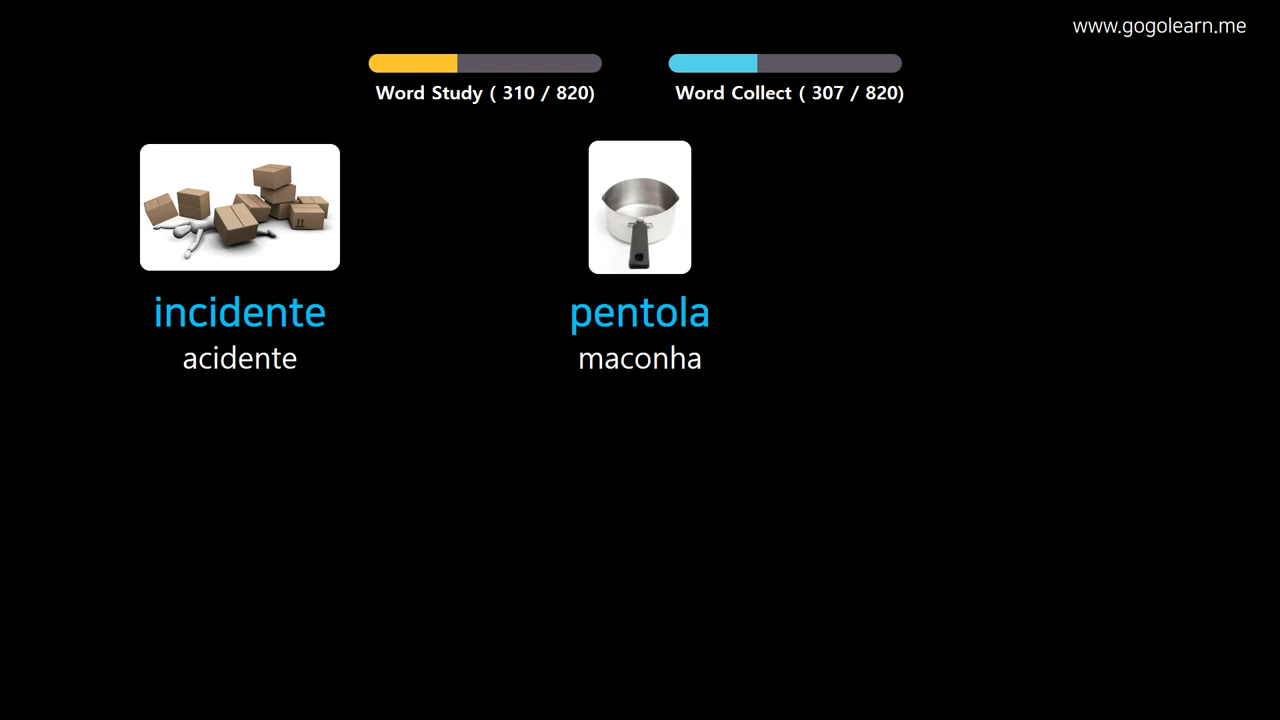 www.gogolearn.me
Word Study ( 310 / 820)
Word Collect ( 307 / 820)
incidente
acidente
pentola
maconha